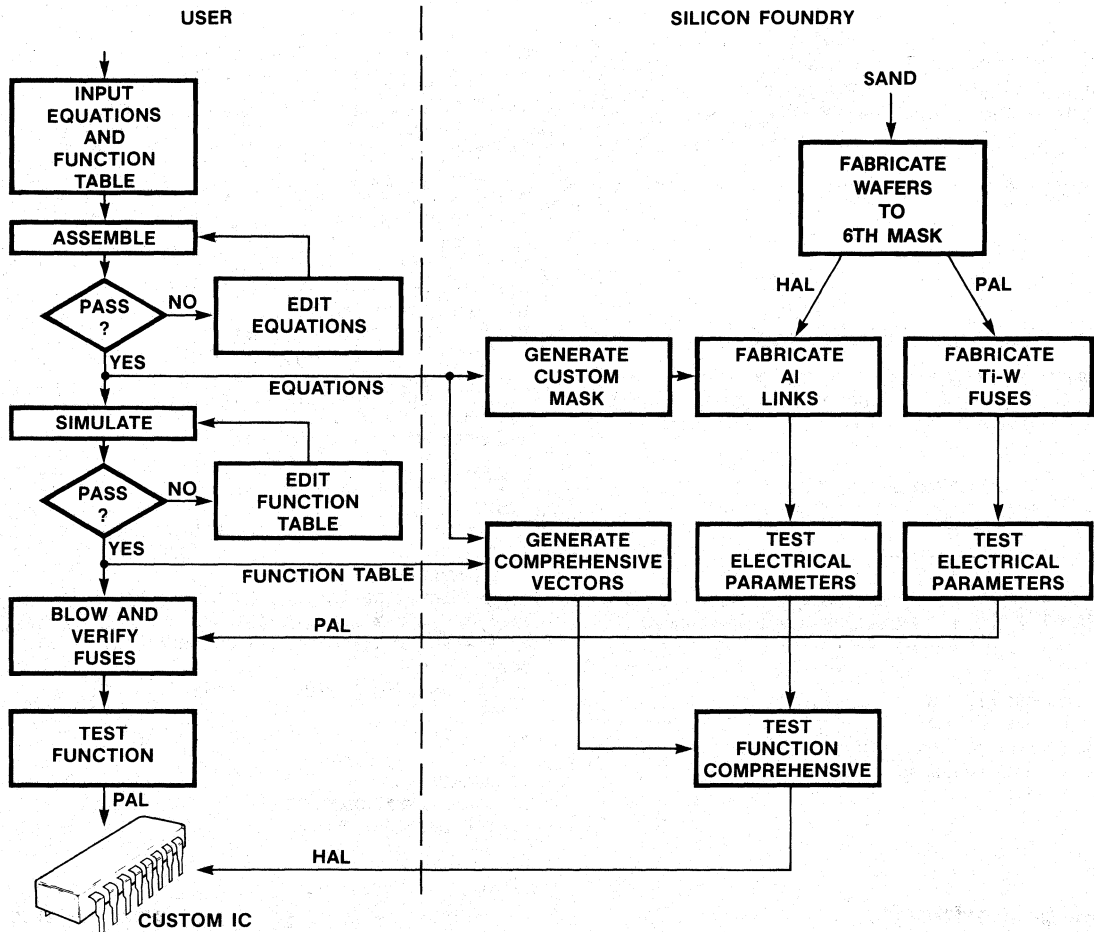 USER
SILICON FOUNDRY
INPUT
EQUATIONS
AND
FUNCTION
TABLE
ASSEMBLE
PASS
?
NO
EDIT
EQUATIONS
YES
EQUATIONS
SIMULATE
PASS
?
NO
EDIT
FUNCTION
TABLE
YES
FUNCTION TABLE
BLOW AND
VERIFY
FUSES
PAL
TEST
FUNCTION
PAL
HAL
CUSTOM IC
SAND
FABRICATE
WAFERS
TO
6TH MASK
HAL
PAL
GENERATE
CUSTOM
MASK
FABRICATE
Al
LINKS
FABRICATE
Ti-W
FUSES
GENERATE
COMPREHENSIVE
VECTORS
TEST
ELECTRICAL
PARAMETERS
TEST
ELECTRICAL
PARAMETERS
TEST
FUNCTION
COMPREHENSIVE